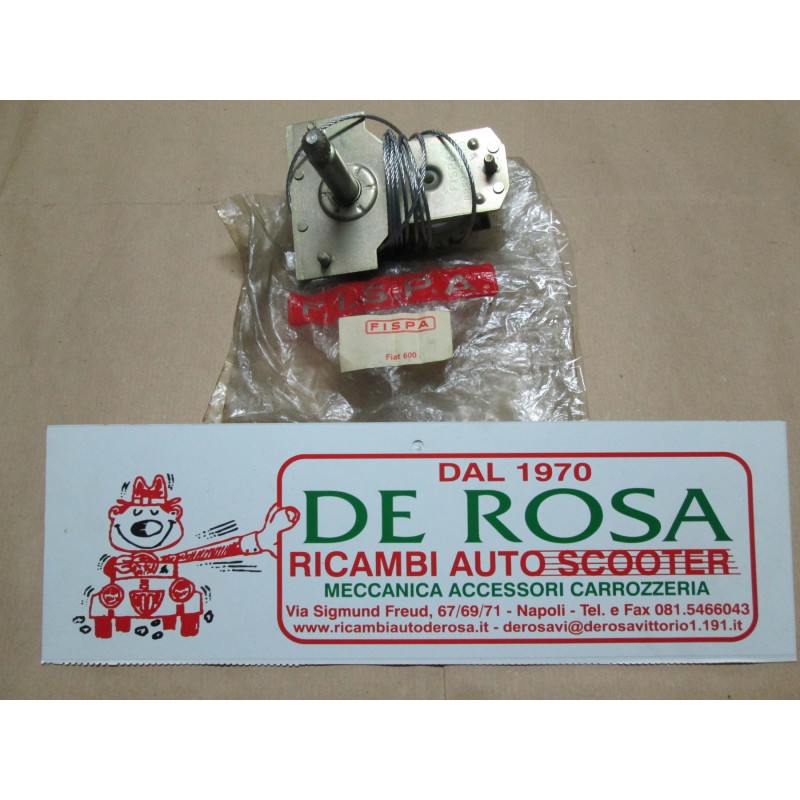 FISPA
FISPA
Fiat 600
DAL 1970
DE ROSA
RICAMBI AUTO SCOOTER
MECCANICA ACCESSORI CARROZZERIA
Via Sigmund Freud, 67/69/71 - Napoli - Tel. e Fax 081.5466043
www.ricambiautoderosa.it - derosavi@derosavittorio1.191.it